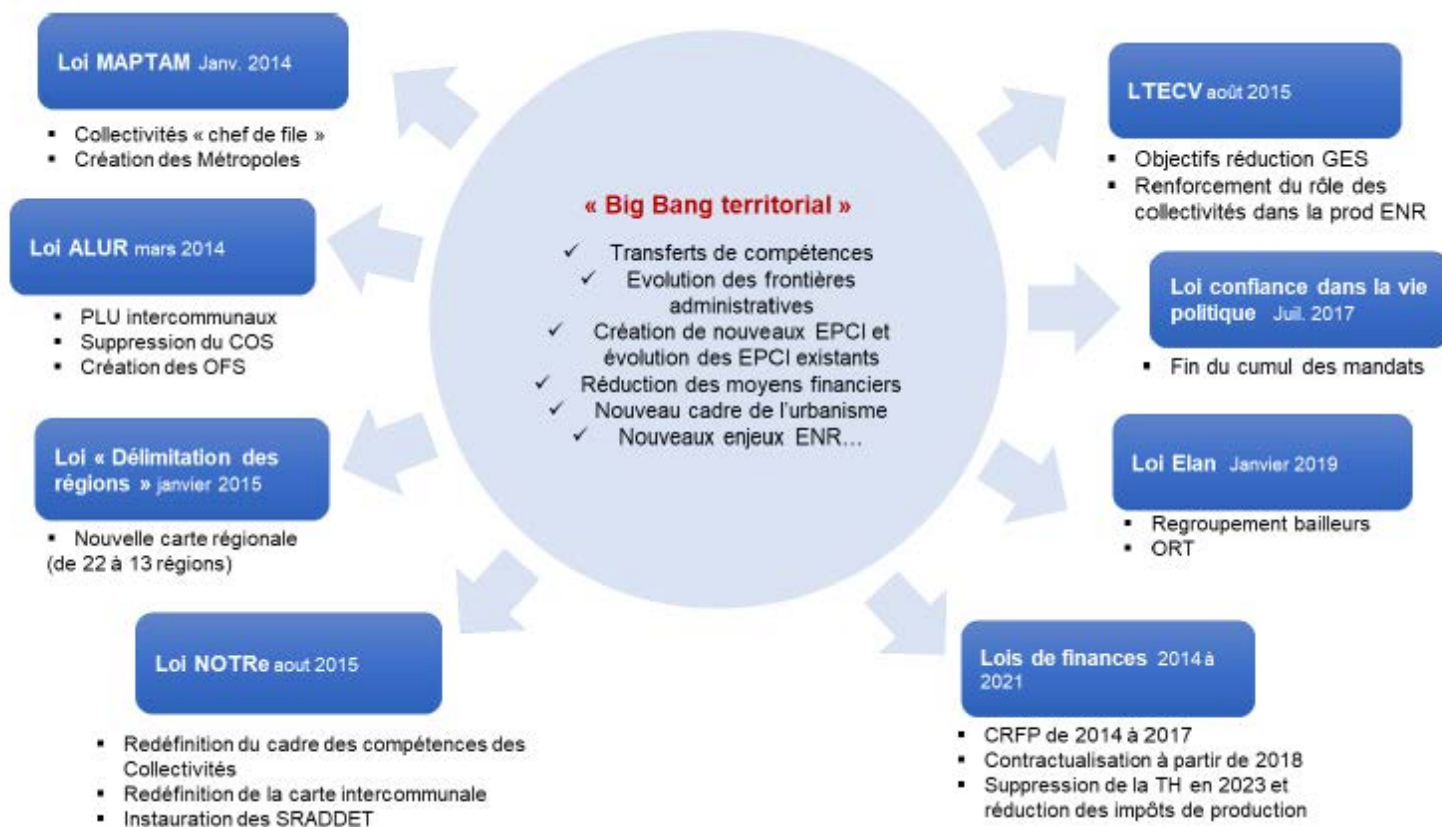 Loi MAPTAM Janv. 2014
▪ Collectivités « chef de file »
▪ Création des Métropoles
Loi ALUR mars 2014
▪ PLU intercommunaux
▪ Suppression du COS
▪ Création des OFS
Loi « Délimitation des
régions » janvier 2015
▪ Nouvelle carte régionale
(de 22 à 13 régions)
Loi NOTRe aout 2015
▪ Redéfinition du cadre des compétences des
Collectivités
▪ Redéfinition de la carte intercommunale
▪ Instauration des SRADDET
« Big Bang territorial »
✓ Transferts de compétences
✓ Evolution des frontières
administratives
✓ Création de nouveaux EPCI et
évolution des EPCI existants
✓ Réduction des moyens financiers
✓ Nouveau cadre de l'urbanisme
✓ Nouveaux enjeux ENR…
LTECV août 2015
▪ Objectifs réduction GES
▪ Renforcement du rôle des
collectivités dans la prod ENR
Loi confiance dans la vie
politique Juil. 2017
▪ Fin du cumul des mandats
Loi Elan Janvier 2019
▪ Regroupement bailleurs
▪ ORT
Lois de finances 2014 à
2021
▪ CRFP de 2014 à 2017
▪ Contractualisation à partir de 2018
▪ Suppression de la TH en 2023 et
réduction des impôts de production